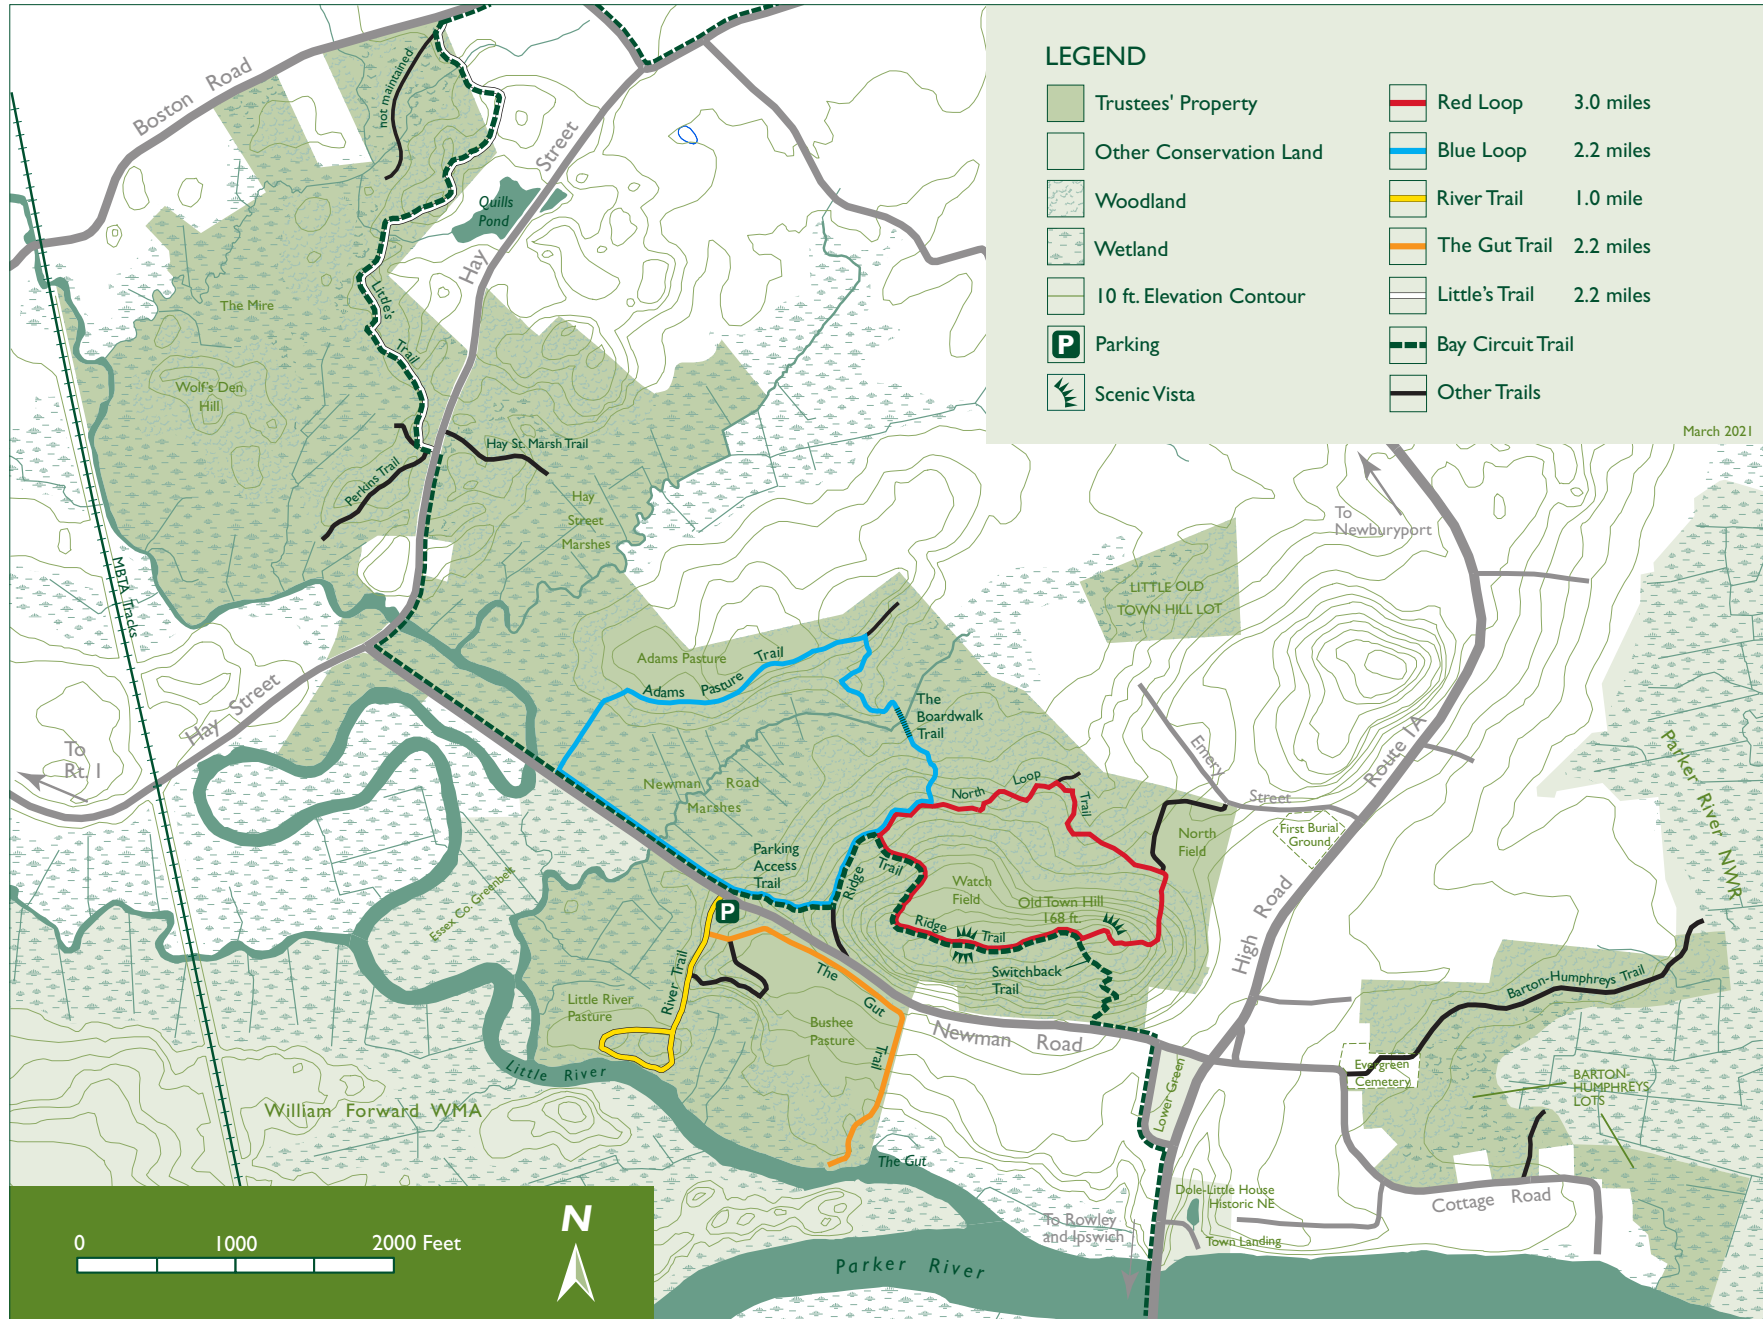 LEGEND
Trustees' Property
Other Conservation Land
Woodland
Wetland
10 ft. Elevation Contour
P Parking
Scenic Vista
Red Loop 3.0 miles
Blue Loop 2.2 miles
River Trail 1.0 mile
The Gut Trail 2.2 miles
Little's Trail 2.2 miles
Bay Circuit Trail
Other Trails
March 2021
Boston Road
not maintained
Hay Street
Quills
Pond
The Mire
Little's Trail
Wolf's Den
Hill
Hay St. Marsh Trail
Perkins Trail
Hay
Street
Marshes
MBTA Tracks
To
Newburyport
LITTLE OLD
TOWN HILL LOT
Adams Pasture
Adams Pasture Trail
The
Boardwalk
Trail
Hay Street
To
Rt. 1
Emery Street
Route 1A
Parker River NWR
Newman Road
Marshes
North Loop Trail
North
Field
First Burial
Ground
Parking
Access
Trail
Ridge Trail
Watch
Field
Old Town Hill
168 ft.
Essex Co. Greenbelt
P
Ridge Trail
High Road
River Trail
The Gut Trail
Switchback
Trail
Barton-Humphreys Trail
Little River
Pasture
Bushee
Pasture
Newman Road
Evergreen
Cemetery
BARTON-
HUMPHREYS
LOTS
Little River
Lower Green
William Forward WMA
The Gut
Dole-Little House
Historic NE
Cottage Road
To Rowley
and Ipswich
Town Landing
Parker River
N
0 1000 2000 Feet